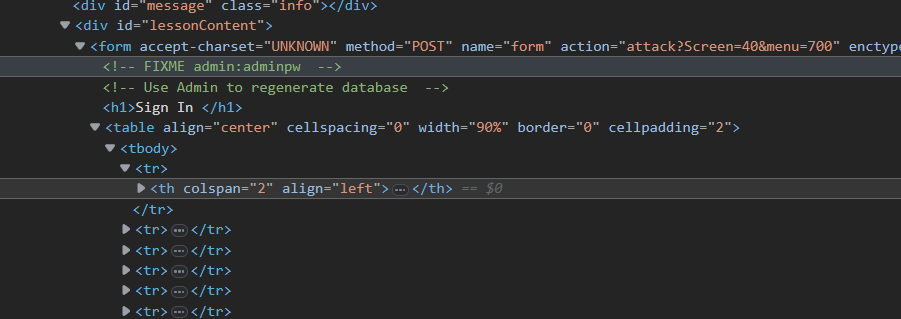 <div id="message" class="info"></div>
▼<div id="lessonContent">
▼<form accept-charset="UNKNOWN" method="POST" name="form" action="attack?Screen=40&menu=700" enctype
<!-- FIXME admin:adminpw  -->
<!-- Use Admin to regenerate database  -->
<h1>Sign In </h1>
▼<table align="center" cellspacing="0" width="90%" border="0" cellpadding="2">
▼<tbody>
▼<tr>
▶<th colspan="2" align="left">…</th> == $0
</tr>
▶<tr>…</tr>
▶<tr>…</tr>
▶<tr>…</tr>
▶<tr>…</tr>
▶<tr>…</tr>